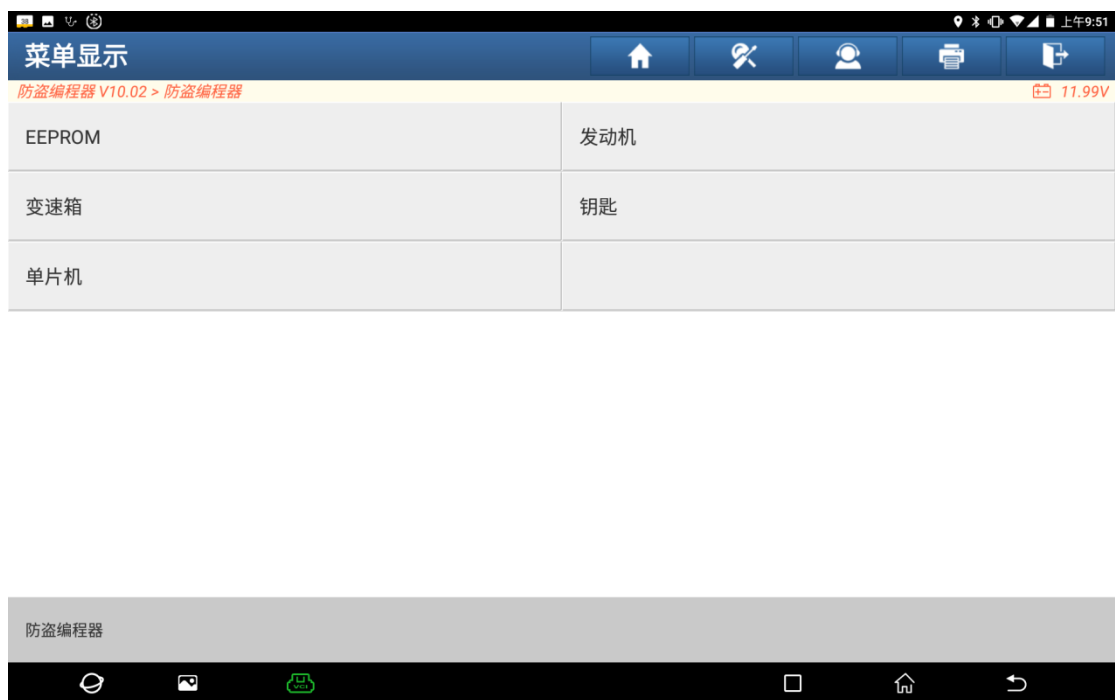 上午9:51
菜单显示
防盗编程器 V10.02 > 防盗编程器 11.99V
EEPROM 发动机
变速箱 钥匙
单片机
防盗编程器
VCI